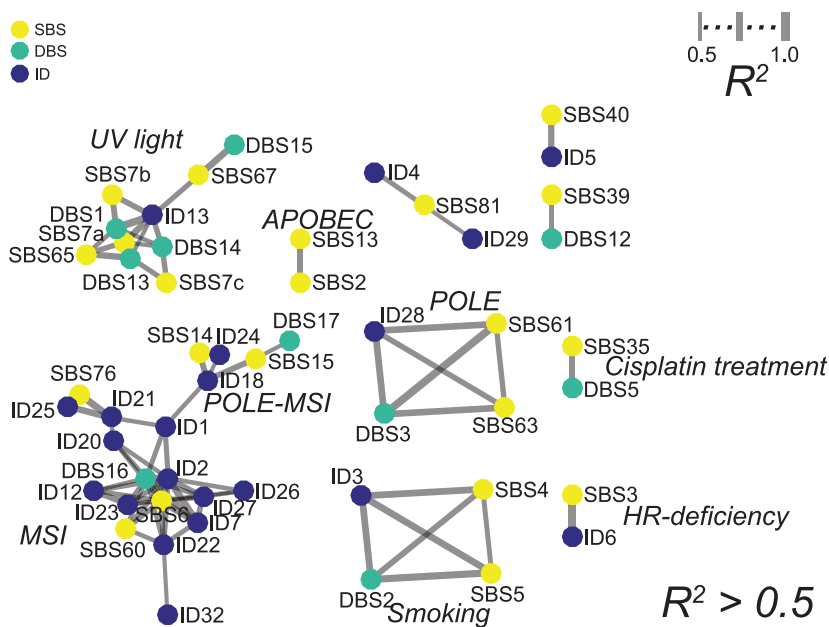 SBS
DBS
ID
0.5
1.0
R²
UV light
DBS15
SBS40
SBS7b
SBS67
ID4
ID5
DBS1
ID13
APOBEC
SBS81
SBS39
SBS7a
SBS13
SBS65
DBS14
ID29
DBS12
DBS13
SBS7c
SBS2
POLE
DBS17
ID28
SBS61
SBS14
ID24
SBS15
SBS35
SBS76
Cisplatin treatment
ID21
ID18
DBS5
ID25
POLE-MSI
ID1
DBS3
SBS63
ID20
DBS16
ID2
ID3
SBS4
SBS3
ID12
ID26
ID23
SBS6
ID27
HR-deficiency
MSI
ID7
ID6
SBS60
ID22
DBS2
SBS5
ID32
Smoking
R² > 0.5